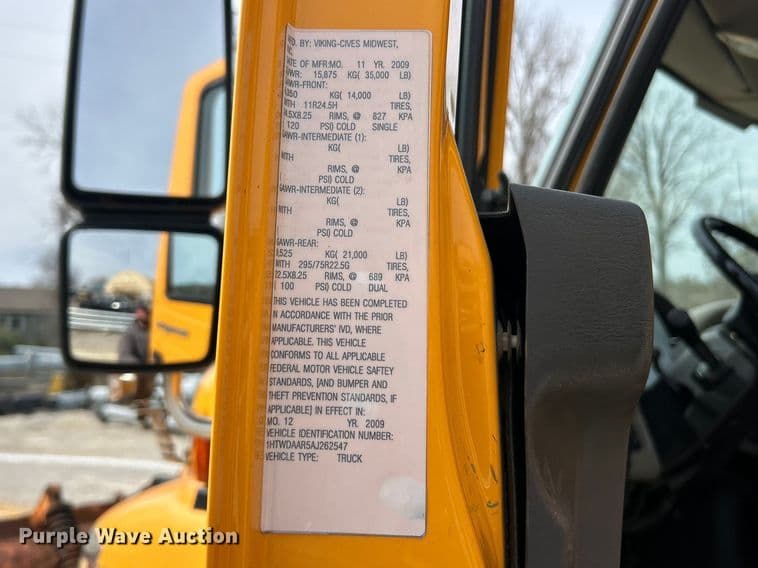 MFD. BY: VIKING-CIVES MIDWEST,
INC.
DATE OF MFR:MO. 11 YR. 2009
GVWR: 15,875 KG( 35,000 LB)
GAWR-FRONT:
6350 KG( 14,000 LB)
WITH 11R24.5H TIRES,
24.5X8.25 RIMS, @ 827 KPA
( 120 PSI) COLD SINGLE
GAWR-INTERMEDIATE (1):
KG( LB)
WITH TIRES,
RIMS, @ KPA
PSI) COLD
GAWR-INTERMEDIATE (2):
KG( LB)
WITH TIRES,
RIMS, @ KPA
PSI) COLD
GAWR-REAR:
9,525 KG( 21,000 LB)
WITH 295/75R22.5G TIRES,
22.5X8.25 RIMS, @ 689 KPA
( 100 PSI) COLD DUAL
THIS VEHICLE HAS BEEN COMPLETED
IN ACCORDANCE WITH THE PRIOR
MANUFACTURERS' IVD, WHERE
APPLICABLE. THIS VEHICLE
CONFORMS TO ALL APPLICABLE
FEDERAL MOTOR VEHICLE SAFTEY
STANDARDS, [AND BUMPER AND
THEFT PREVENTION STANDARDS, IF
APPLICABLE] IN EFFECT IN:
MO. 12 YR. 2009
VEHICLE IDENTIFICATION NUMBER:
1HTWDAAR5AJ262547
VEHICLE TYPE: TRUCK
Purple Wave Auction®